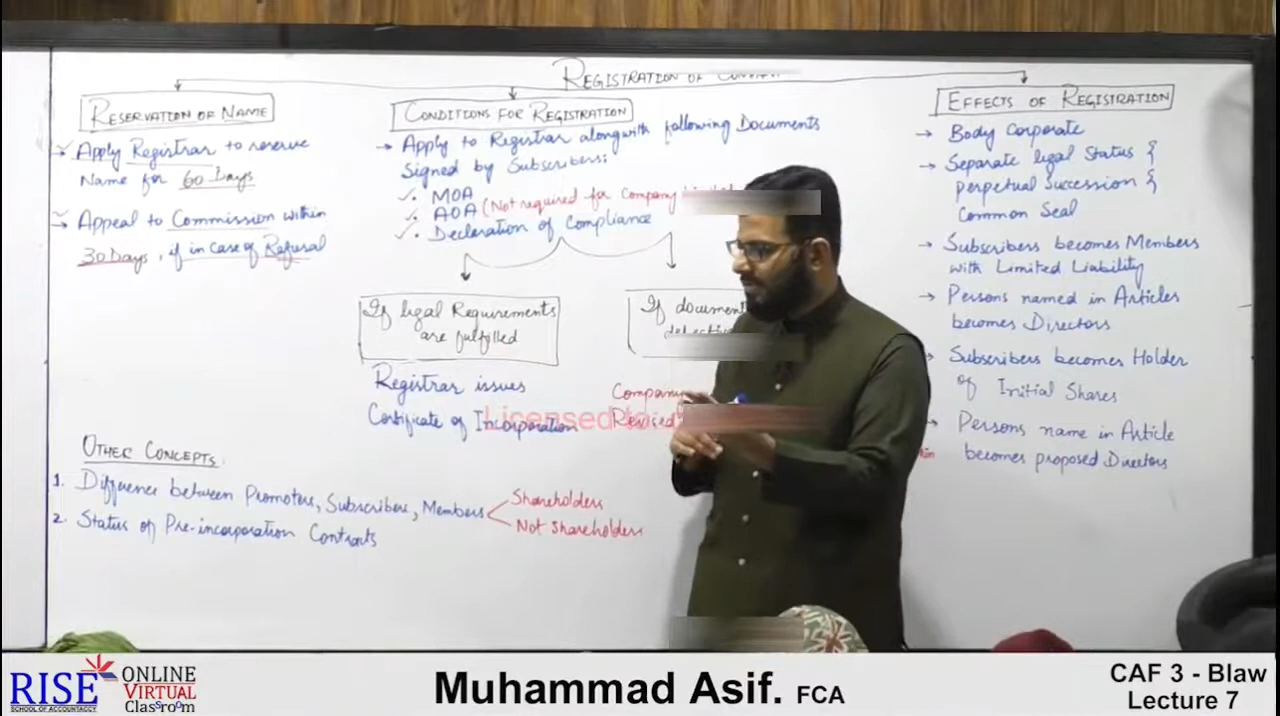 REGISTRATION OF
RESERVATION OF NAME
→ Apply Registrar to reserve
Name for 60 Days
→ Appeal to Commission within
30 Days, if in case of Refusal
CONDITIONS FOR REGISTRATION
→ Apply to Registrar alongwith following Documents
Signed by Subscribers:
✓. MOA
✓. AOA (Not required for Company
✓. Decleration of Compliance
If legal Requirements
are fulfilled
Registrar issues
Certificate of Incorporation
If document
Company
Revised
Licensed to
EFFECTS OF REGISTRATION
→ Body Corporate
→ Separate legal Status &
perpetual Succession &
Common Seal
→ Subscribers becomes Members
with Limited Liability
→ Persons named in Articles
becomes Directors
Subscribers becomes Holder
of Initial Shares
→ Persons name in Article
becomes proposed Directors
OTHER CONCEPTS
1. Difference between Promoters, Subscribers, Members
Shareholders
Not Shareholders
2. Status of Pre-incorporation Contracts
RISE
SCHOOL OF ACCOUNTANCY
ONLINE
VIRTUAL
Classroom
Muhammad Asif. FCA
CAF 3 - Blaw
Lecture 7